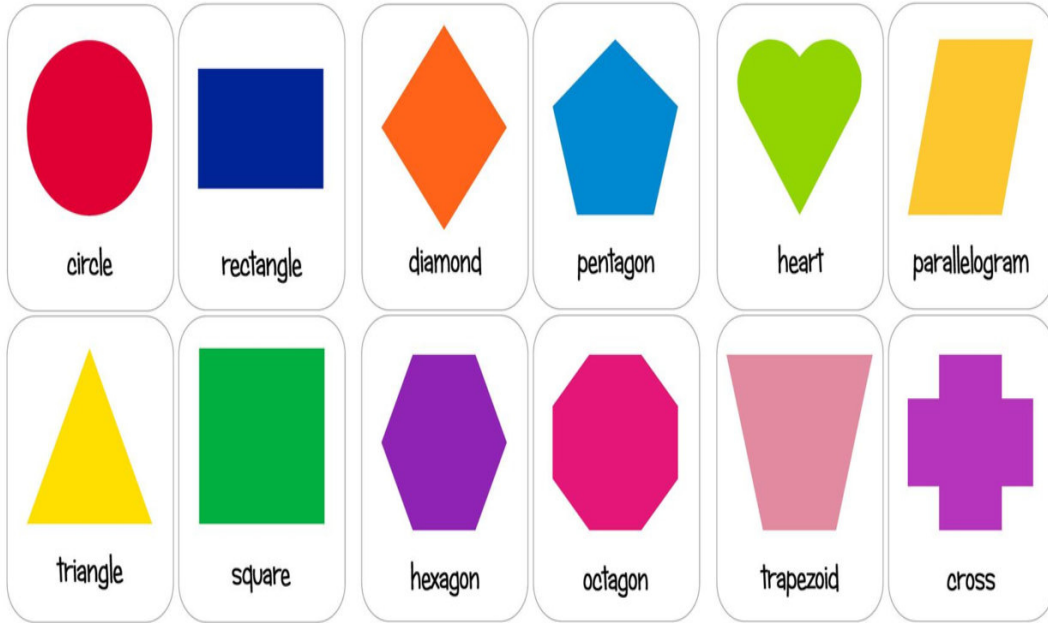 circle
rectangle
diamond
pentagon
heart
parallelogram
triangle
square
hexagon
octagon
trapezoid
cross